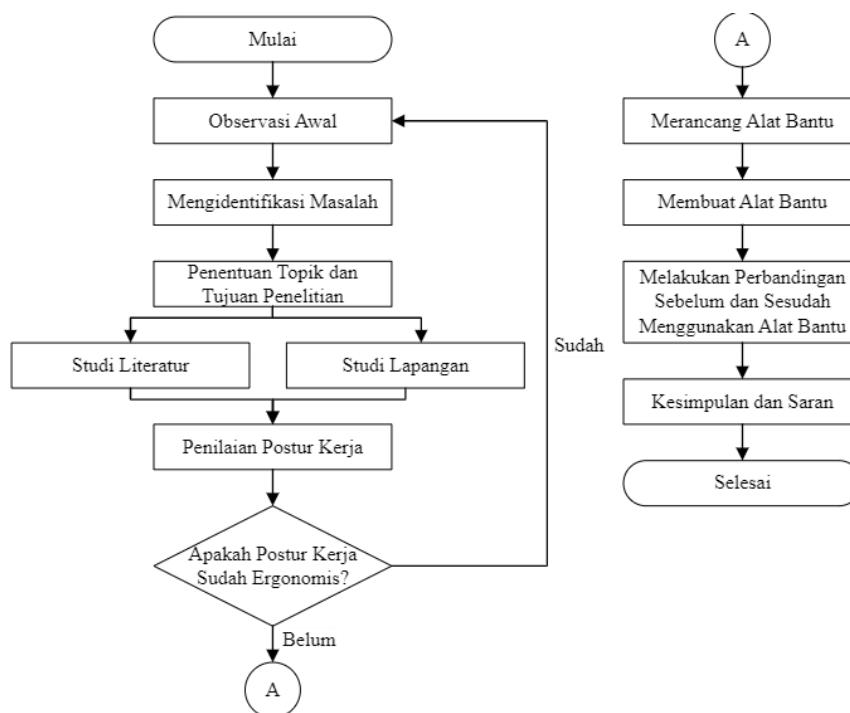 Mulai
Observasi Awal
Mengidentifikasi Masalah
Penentuan Topik dan
Tujuan Penelitian
Studi Literatur
Studi Lapangan
Penilaian Postur Kerja
Apakah Postur Kerja
Sudah Ergonomis?
Sudah
Belum
A
A
Merancang Alat Bantu
Membuat Alat Bantu
Melakukan Perbandingan
Sebelum dan Sesudah
Menggunakan Alat Bantu
Kesimpulan dan Saran
Selesai